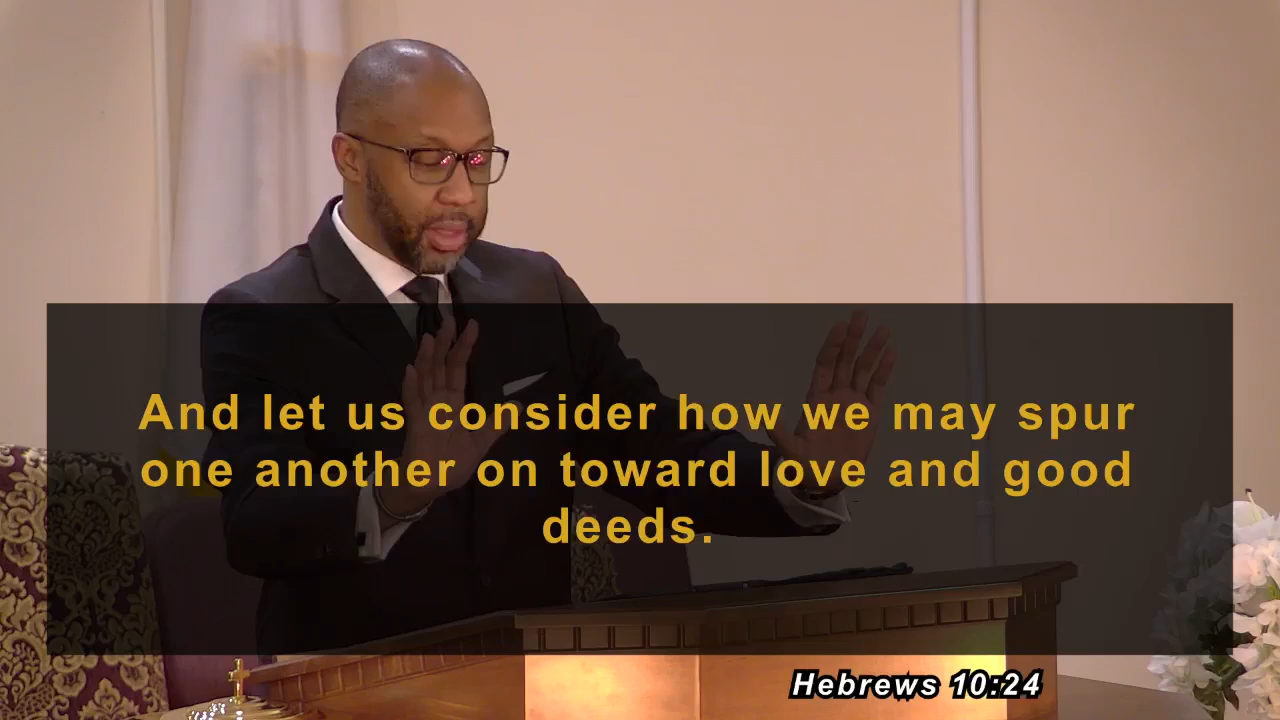 And let us consider how we may spur
one another on toward love and good
deeds.
Hebrews 10:24